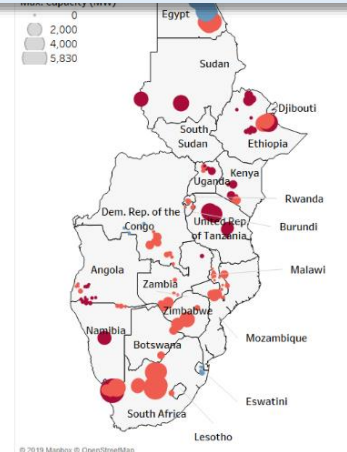 Max. Capacity (MW)
0
2,000
4,000
5,830
Egypt
Sudan
Djibouti
South
Sudan
Ethiopia
Uganda
Kenya
Rwanda
Dem. Rep. of the
Congo
United Rep.
of Tanzania
Burundi
Angola
Malawi
Zambia
Zimbabwe
Namibia
Mozambique
Botswana
Eswatini
South Africa
Lesotho
© 2019 Mapbox © OpenStreetMap